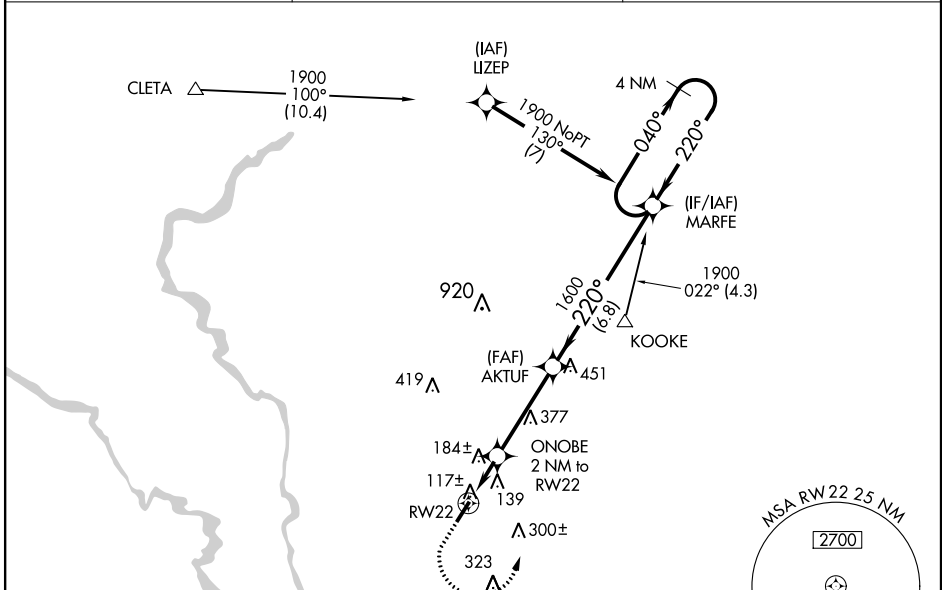 (IAF)
LIZEP
CLETA
1900
100°
(10.4)
4 NM
1900 NoPT
130°
(7)
040°
220°
(IF/IAF)
MARFE
1900
022° (4.3)
KOOKE
920
1600
220°
(6.8)
(FAF)
AKTUF
451
419
377
184±
ONOBE
2 NM to
RW22
117±
139
RW22
300±
323
MSA RW22 25 NM
2700